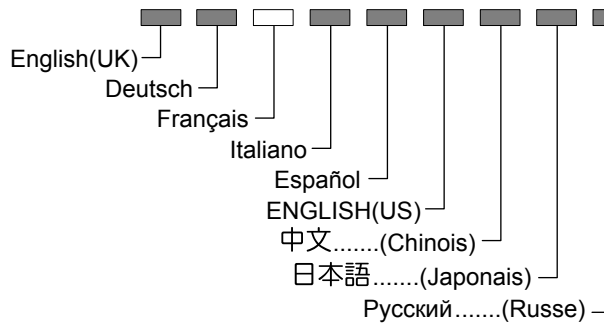 English(UK)
Deutsch
Français
Italiano
Español
ENGLISH(US)
中文.......(Chinois)
日本語.......(Japonais)
Русский.......(Russe)